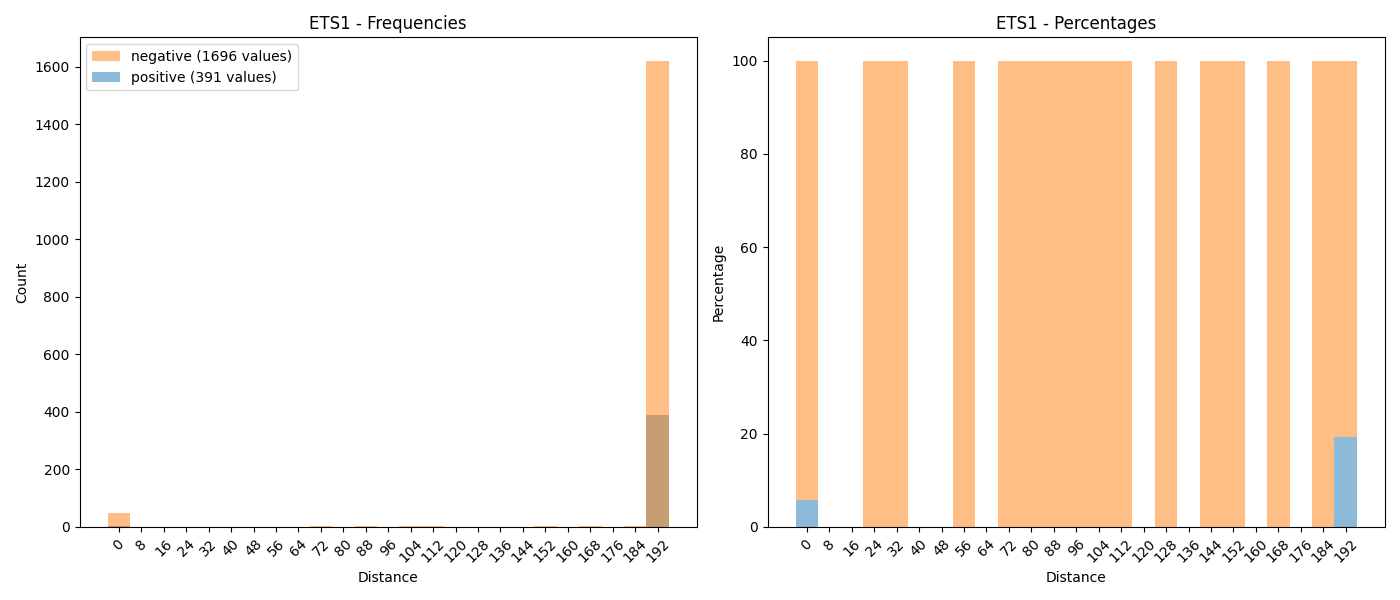 ETS1 - Frequencies
negative (1696 values)
positive (391 values)
Count
1600
1400
1200
1000
800
600
400
200
0
0 8 16 24 32 40 48 56 64 72 80 88 96 104 112 120 128 136 144 152 160 168 176 184 192
Distance
ETS1 - Percentages
Percentage
100
80
60
40
20
0
0 8 16 24 32 40 48 56 64 72 80 88 96 104 112 120 128 136 144 152 160 168 176 184 192
Distance